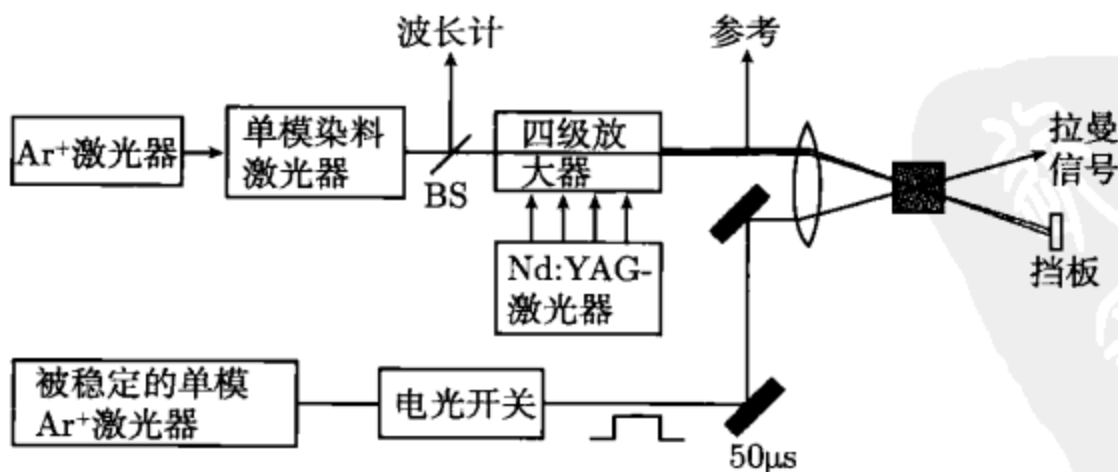 波长计
参考
Ar⁺激光器
单模染料
激光器
BS
四级放
大器
拉曼
信号
挡板
Nd:YAG-
激光器
被稳定的单模
Ar⁺激光器
电光开关
50μs